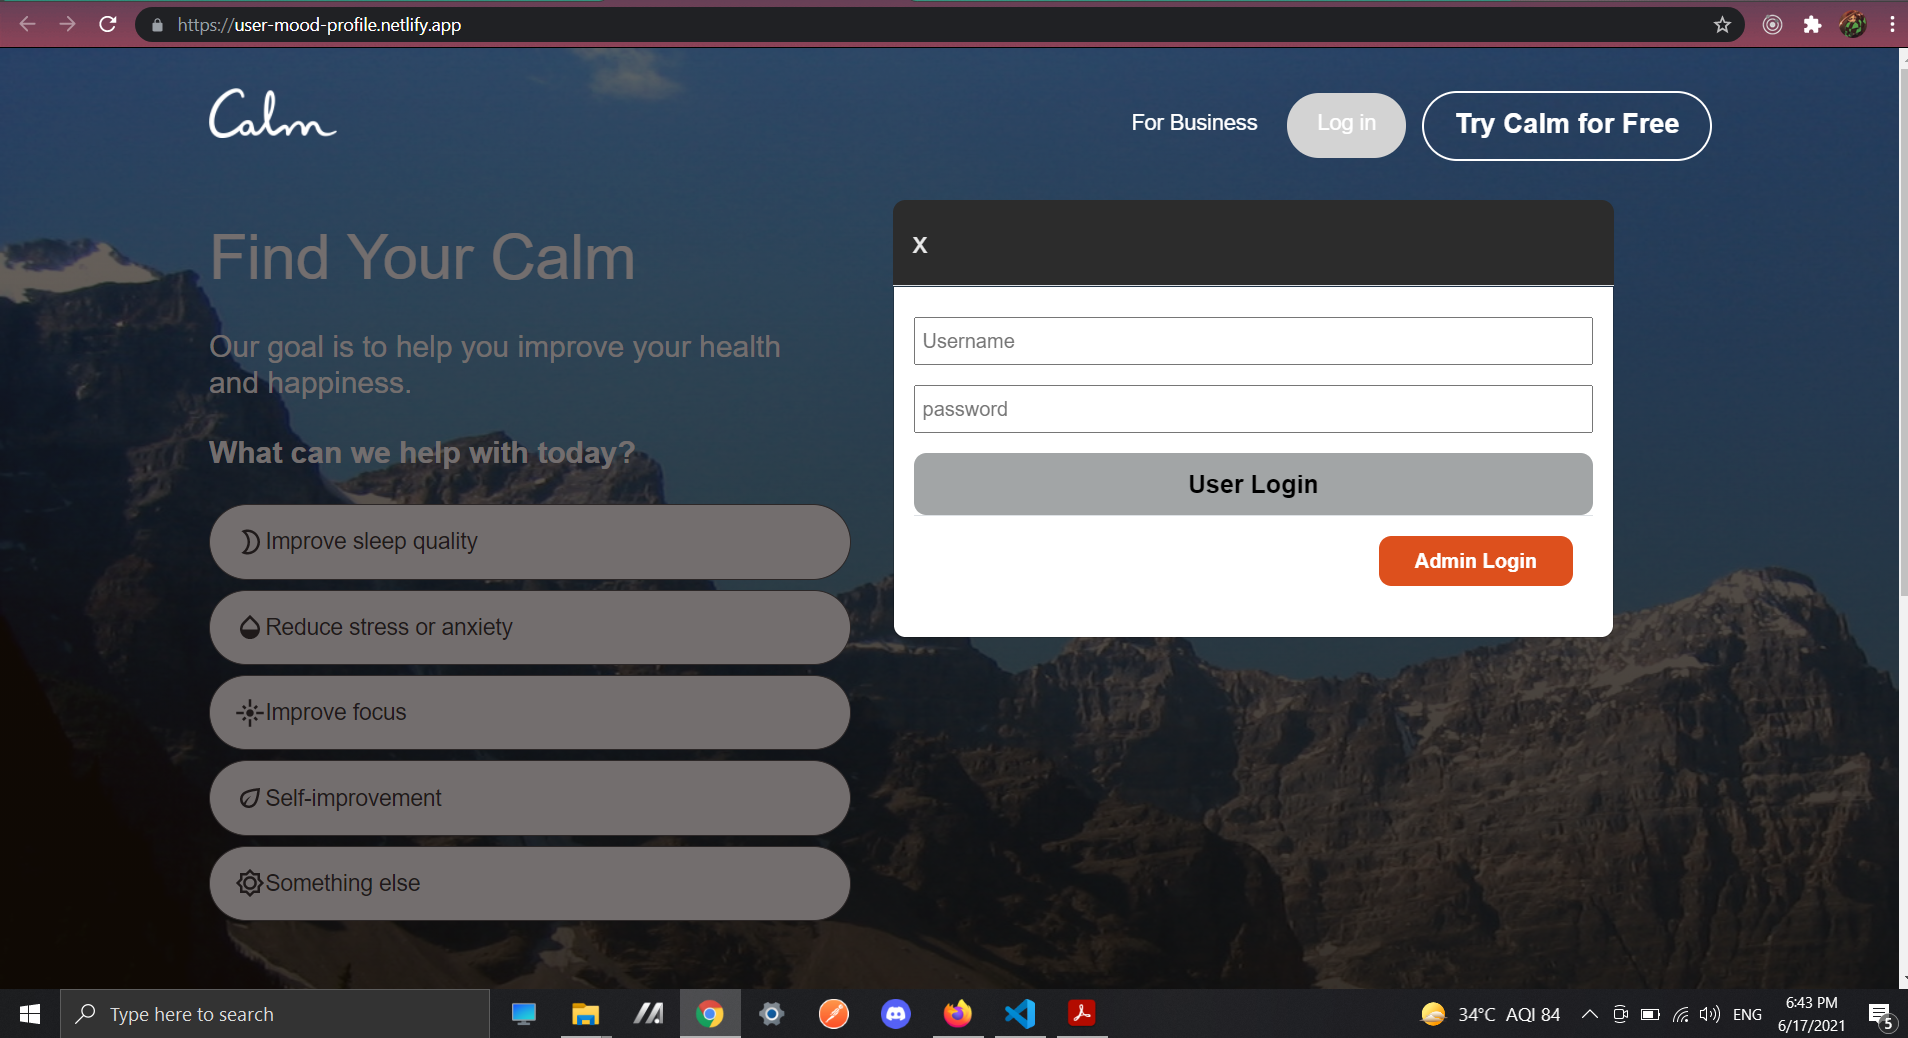 https://user-mood-profile.netlify.app
Calm
For Business
Log in
Try Calm for Free
Find Your Calm
Our goal is to help you improve your health
and happiness.
What can we help with today?
Improve sleep quality
Reduce stress or anxiety
Improve focus
Self-improvement
Something else
X
Username
password
User Login
Admin Login
Type here to search
34°C AQI 84
ENG
6:43 PM
6/17/2021
5